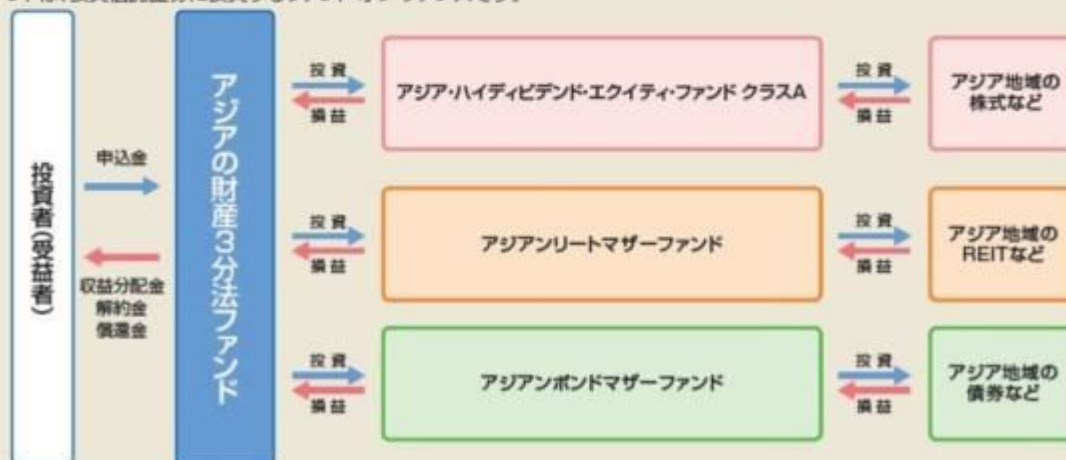 投資者(受益者)
申込金
収益分配金
解約金
償還金
アジアの財産3分法ファンド
投資
損益
アジア・ハイディビデンド・エクイティ・ファンド クラスA
投資
損益
アジア地域の
株式など
投資
損益
アジアンリートマザーファンド
投資
損益
アジア地域の
REITなど
投資
損益
アジアンボンドマザーファンド
投資
損益
アジア地域の
債券など